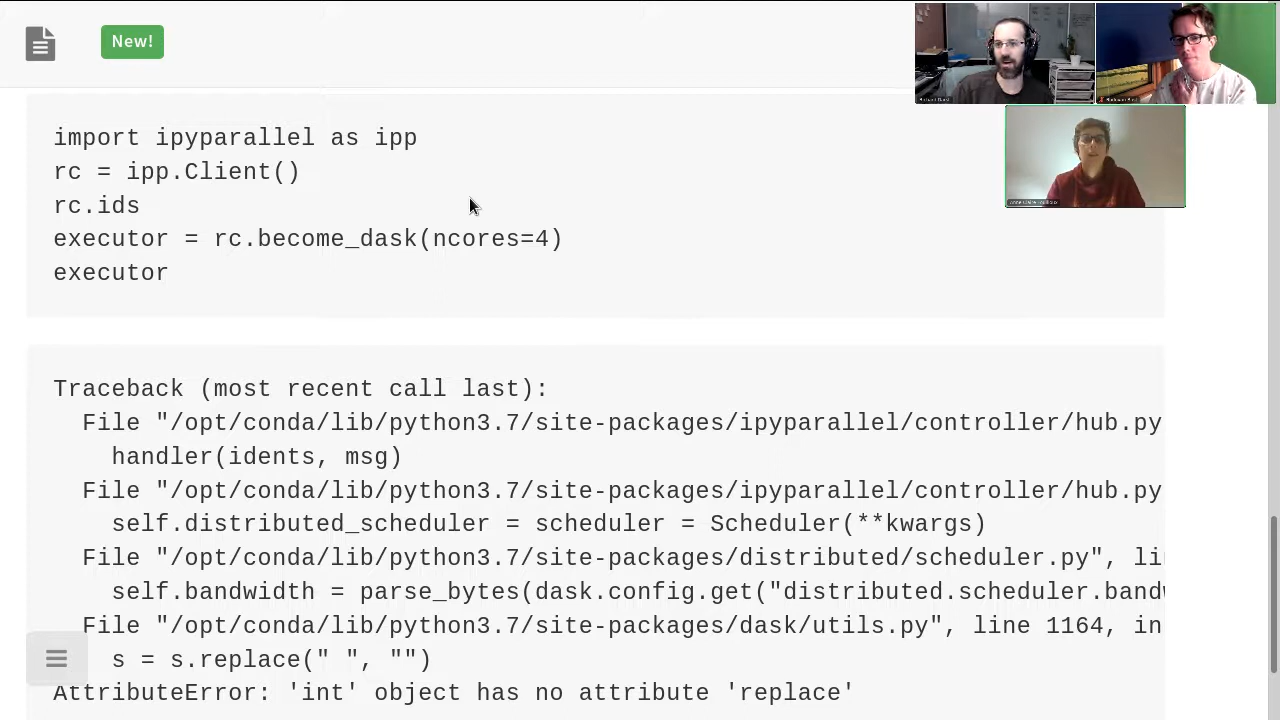 New!
import ipyparallel as ipp
rc = ipp.Client()
rc.ids
executor = rc.become_dask(ncores=4)
executor
Traceback (most recent call last):
File "/opt/conda/lib/python3.7/site-packages/ipyparallel/controller/hub.py
handler(idents, msg)
File "/opt/conda/lib/python3.7/site-packages/ipyparallel/controller/hub.py
self.distributed_scheduler = scheduler = Scheduler(**kwargs)
File "/opt/conda/lib/python3.7/site-packages/distributed/scheduler.py", li
self.bandwidth = parse_bytes(dask.config.get("distributed.scheduler.band
File "/opt/conda/lib/python3.7/site-packages/dask/utils.py", line 1164, in
s = s.replace(" ", "")
AttributeError: 'int' object has no attribute 'replace'